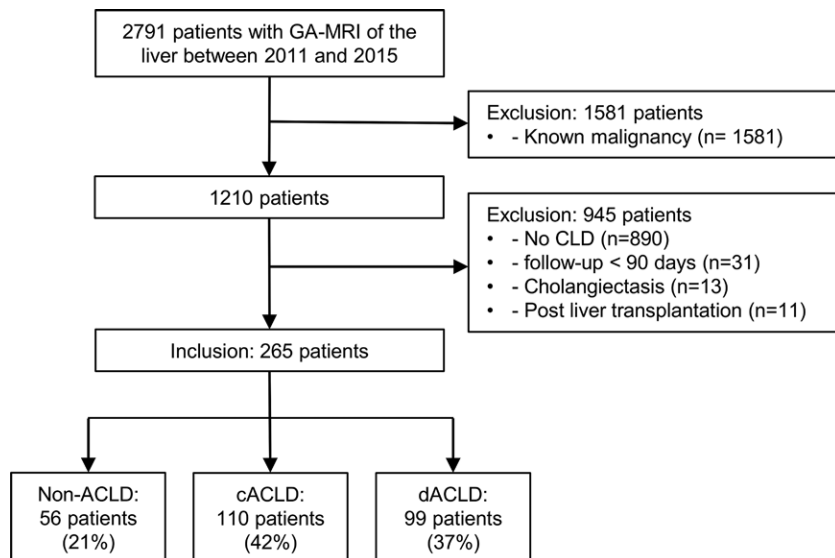 2791 patients with GA-MRI of the
liver between 2011 and 2015
Exclusion: 1581 patients
• - Known malignancy (n= 1581)
1210 patients
Exclusion: 945 patients
• - No CLD (n=890)
• - follow-up < 90 days (n=31)
• - Cholangiectasis (n=13)
• - Post liver transplantation (n=11)
Inclusion: 265 patients
Non-ACLD:
56 patients
(21%)
cACLD:
110 patients
(42%)
dACLD:
99 patients
(37%)